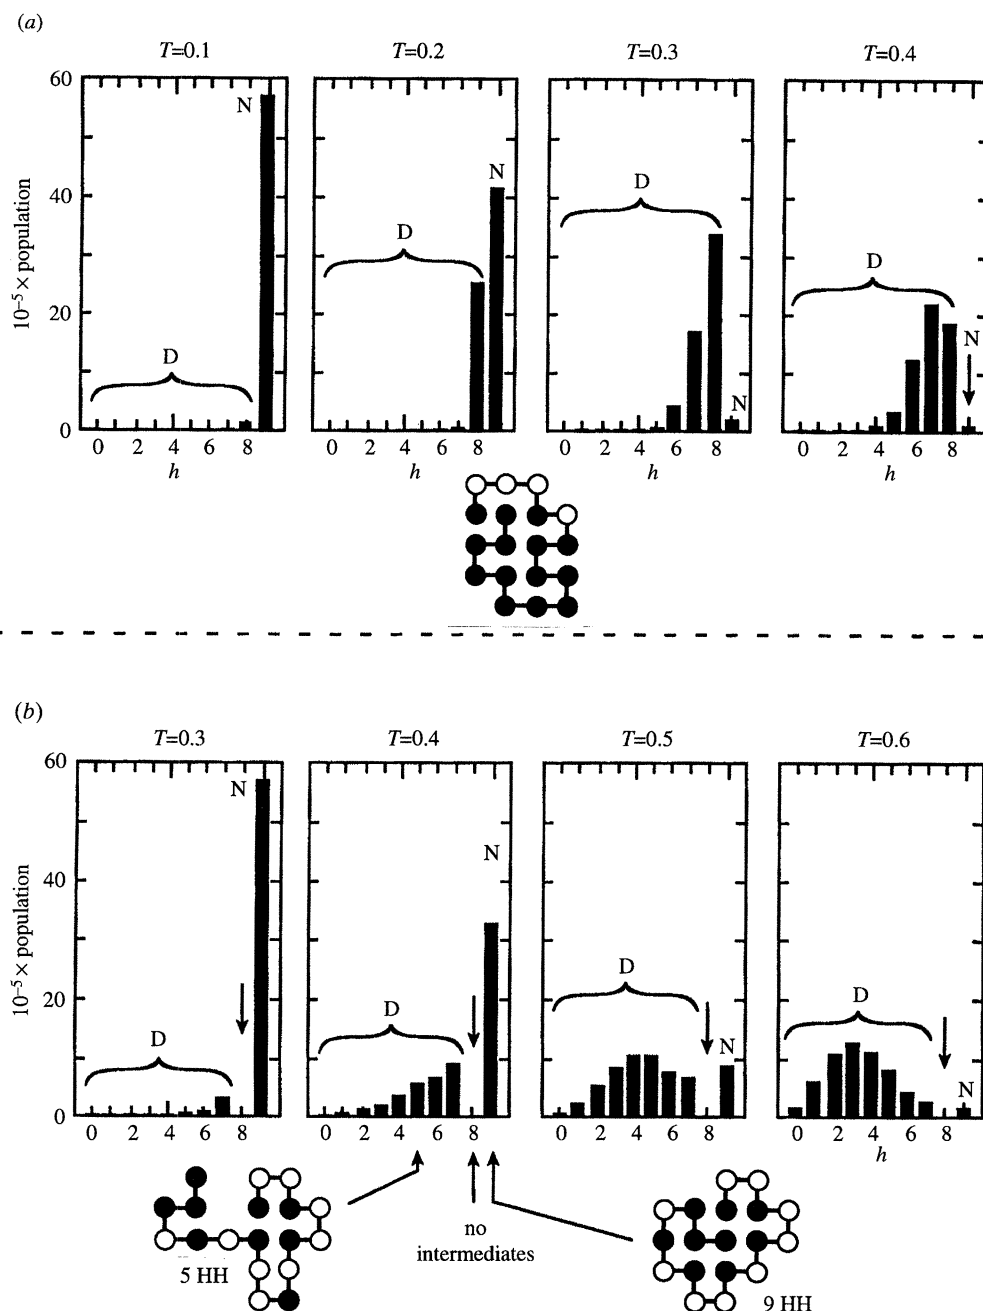 (a)
T=0.1 T=0.2 T=0.3 T=0.4
10⁻⁵ × population
60
40
20
0
N
D
0 2 4 6 8
h
N
D
0 2 4 6 8
h
D
N
0 2 4 6 8
h
D
N
0 2 4 6 8
h
(b)
T=0.3 T=0.4 T=0.5 T=0.6
10⁻⁵ × population
60
40
20
0
N
D
0 2 4 6 8
N
D
0 2 4 6 8
D
N
0 2 4 6 8
D
N
0 2 4 6 8
h
5 HH
no
intermediates
9 HH